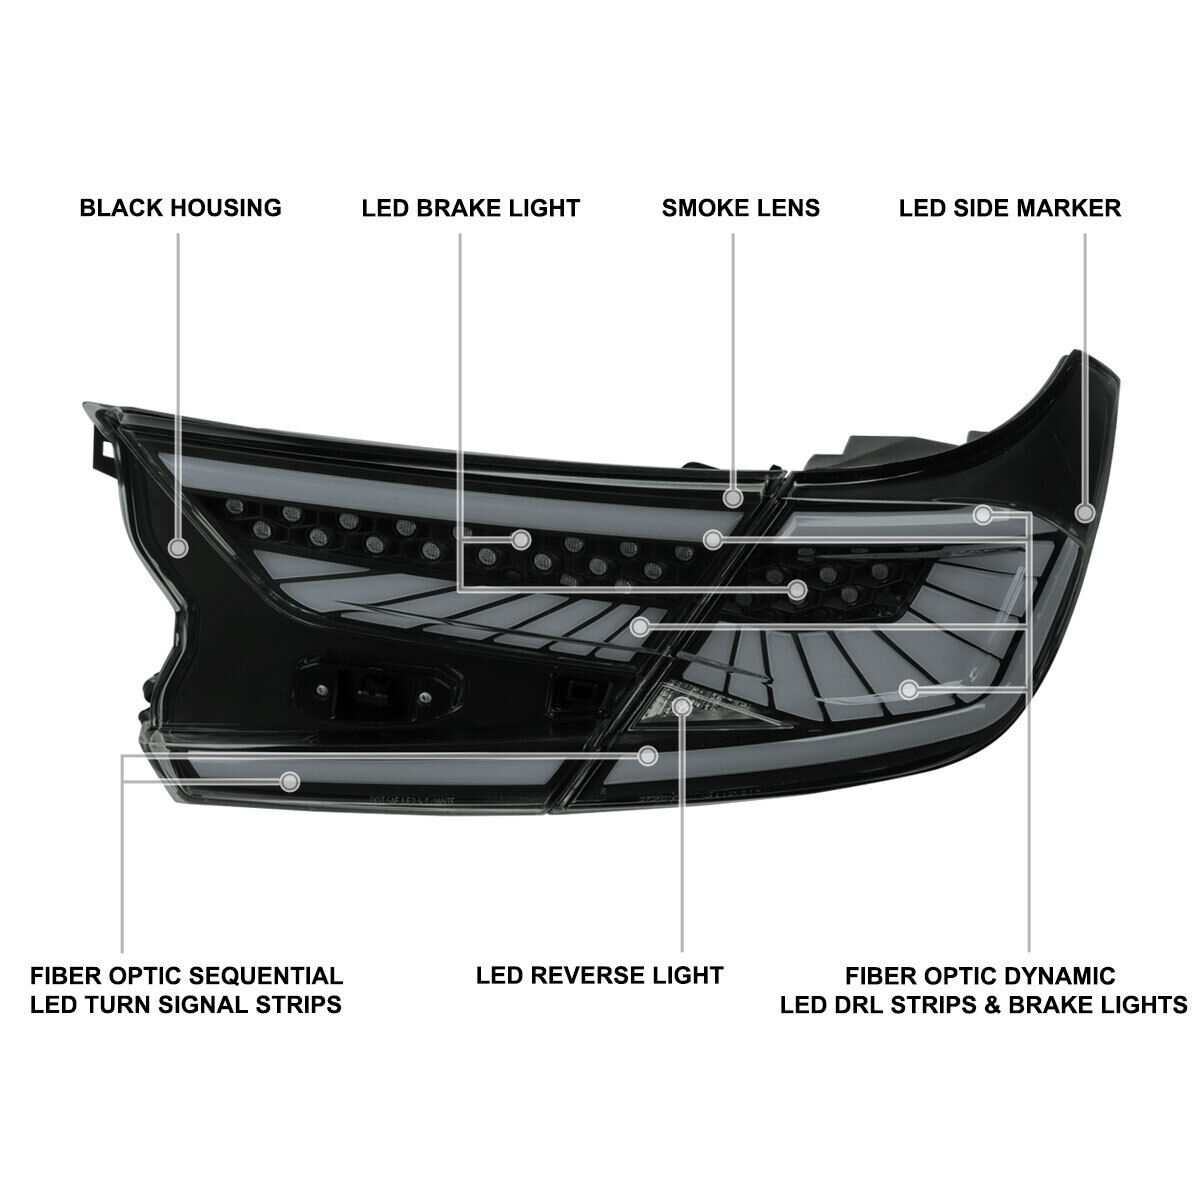 BLACK HOUSING
LED BRAKE LIGHT
SMOKE LENS
LED SIDE MARKER
FIBER OPTIC SEQUENTIAL
LED TURN SIGNAL STRIPS
LED REVERSE LIGHT
FIBER OPTIC DYNAMIC
LED DRL STRIPS & BRAKE LIGHTS